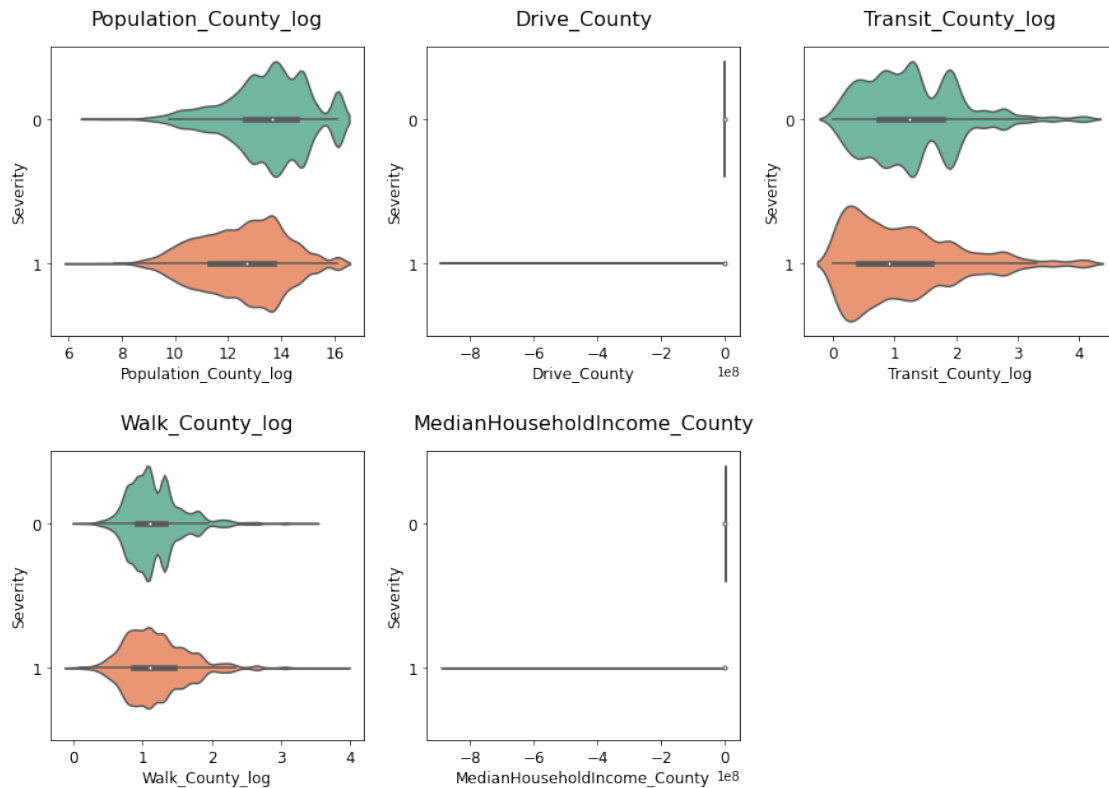 Population_County_log
Severity
0
1
6 8 10 12 14 16
Population_County_log
Drive_County
Severity
0
1
−8 −6 −4 −2 0
1e8
Drive_County
Transit_County_log
Severity
0
1
0 1 2 3 4
Transit_County_log
Walk_County_log
Severity
0
1
0 1 2 3 4
Walk_County_log
MedianHouseholdIncome_County
Severity
0
1
−8 −6 −4 −2 0
1e8
MedianHouseholdIncome_County